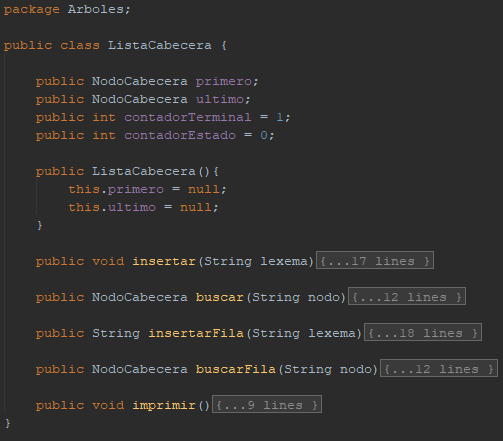 package Arboles;
public class ListaCabecera {
public NodoCabecera primero;
public NodoCabecera ultimo;
public int contadorTerminal = 1;
public int contadorEstado = 0;
public ListaCabecera(){
this.primero = null;
this.ultimo = null;
}
public void insertar(String lexema){...17 lines }
public NodoCabecera buscar(String nodo){...12 lines }
public String insertarFila(String lexema){...18 lines }
public NodoCabecera buscarFila(String nodo){...12 lines }
public void imprimir(){...9 lines }
}